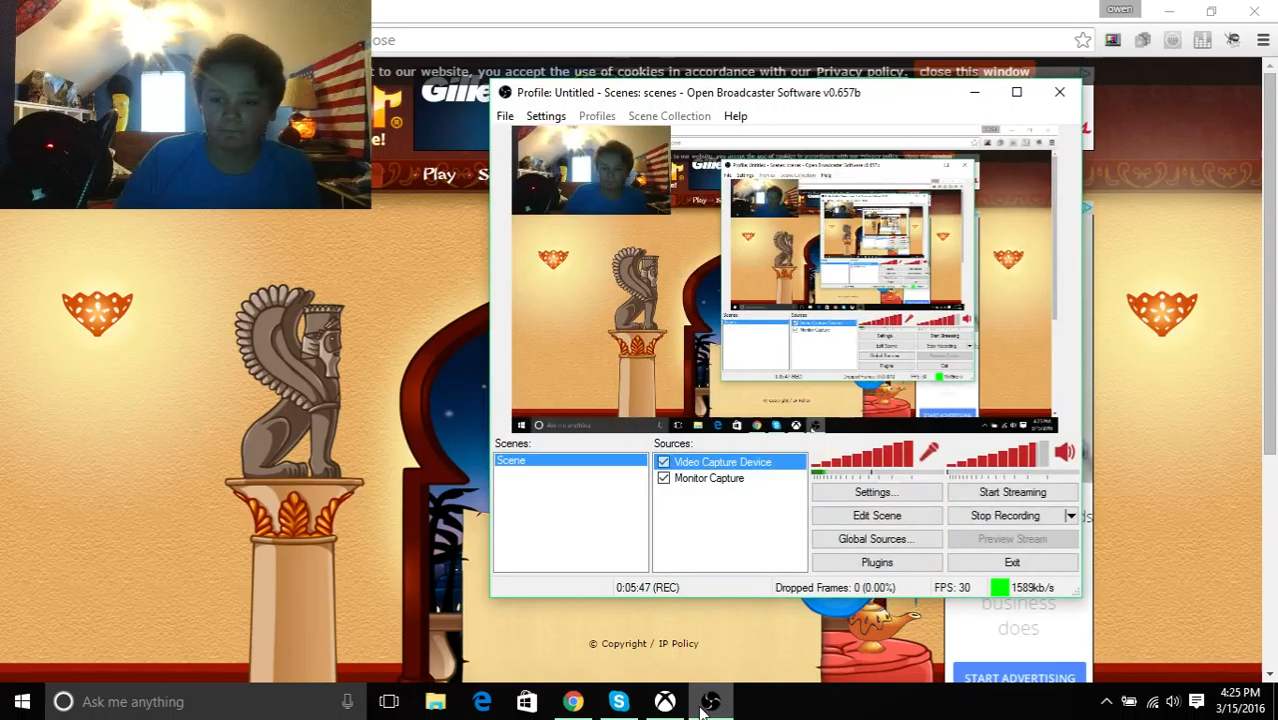 owen
ose
t to our website, you accept the use of cookies in accordance with our Privacy policy. close this window
Gille
Profile: Untitled - Scenes: scenes - Open Broadcaster Software v0.657b
File Settings Profiles Scene Collection Help
r
®
e!
Play S
Scenes:
Sources:
Scene
Video Capture Device
Monitor Capture
Settings...
Start Streaming
Edit Scene
Stop Recording
Global Sources...
Preview Stream
Plugins
Exit
ds
0:05:47 (REC)
Dropped Frames: 0 (0.00%)
FPS: 30
1589kb/s
business
does
© Copyright / IP Policy
START ADVERTISING
Ask me anything
4:25 PM
3/15/2016